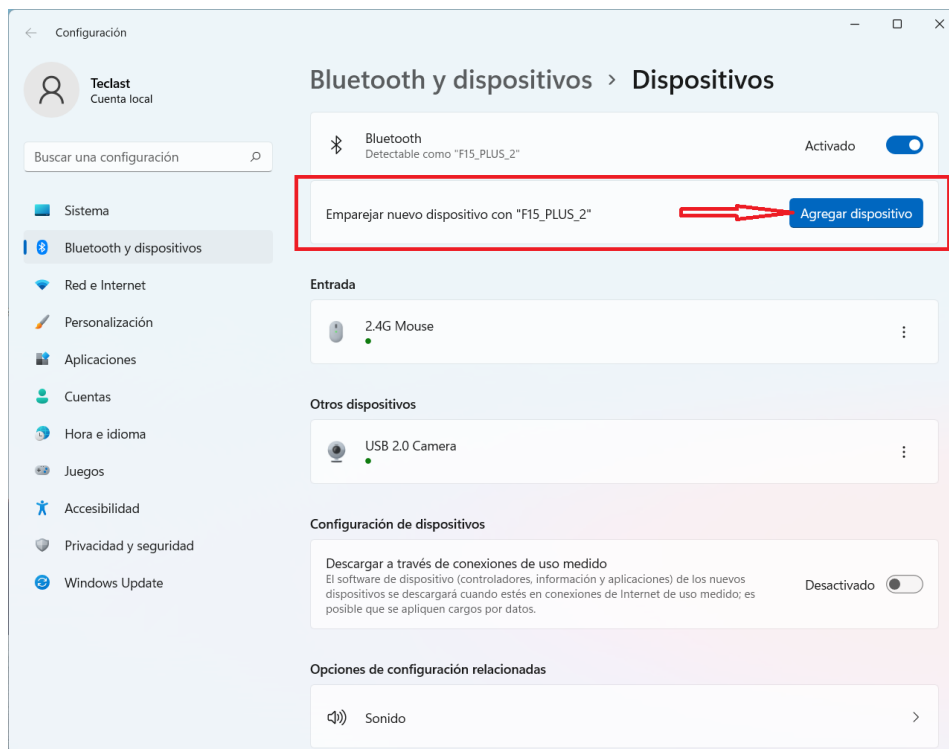 Configuración
Teclast
Cuenta local
Buscar una configuración
Sistema
Bluetooth y dispositivos
Red e Internet
Personalización
Aplicaciones
Cuentas
Hora e idioma
Juegos
Accesibilidad
Privacidad y seguridad
Windows Update
Bluetooth y dispositivos › Dispositivos
Bluetooth
Detectable como "F15_PLUS_2"
Activado
Emparejar nuevo dispositivo con "F15_PLUS_2"
Agregar dispositivo
Entrada
2.4G Mouse
Otros dispositivos
USB 2.0 Camera
Configuración de dispositivos
Descargar a través de conexiones de uso medido
El software de dispositivo (controladores, información y aplicaciones) de los nuevos
dispositivos se descargará cuando estés en conexiones de Internet de uso medido; es
posible que se apliquen cargos por datos.
Desactivado
Opciones de configuración relacionadas
Sonido